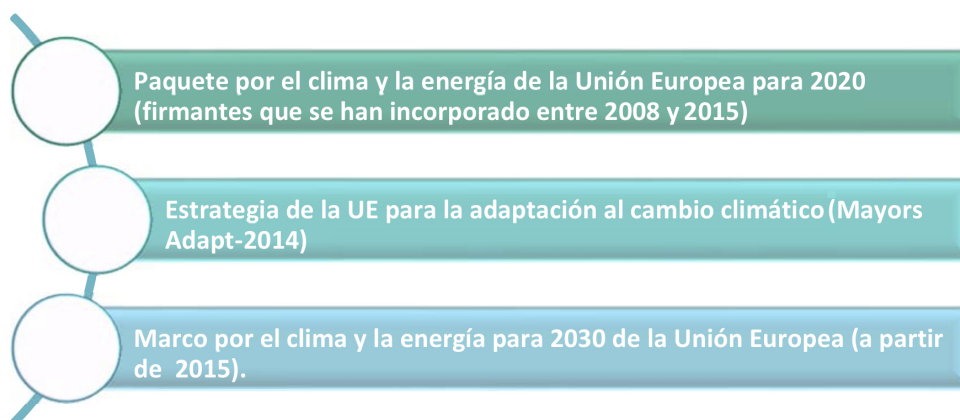 Paquete por el clima y la energía de la Unión Europea para 2020
(firmantes que se han incorporado entre 2008 y 2015)
Estrategia de la UE para la adaptación al cambio climático (Mayors
Adapt-2014)
Marco por el clima y la energía para 2030 de la Unión Europea (a partir
de 2015).